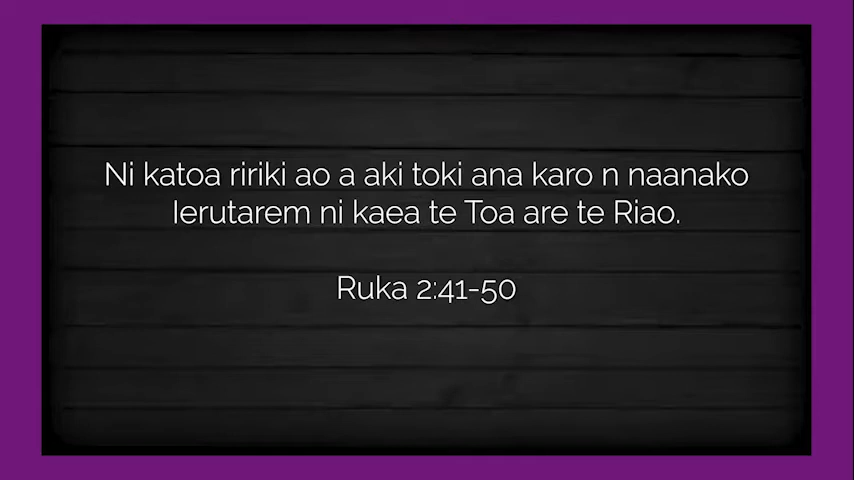 Ni katoa ririki ao a aki toki ana karo n naanako
Ierutarem ni kaea te Toa are te Riao.
Ruka 2:41-50